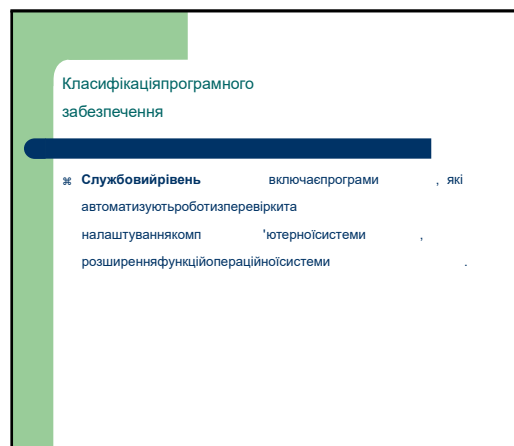 Класифікаціяпрограмного
забезпечення
⌘ Службовийрівень включаєпрограми , які
автоматизуютьроботизперевіркита
налаштуваннякомп 'ютерноїсистеми ,
розширенняфункційопераційноїсистеми .